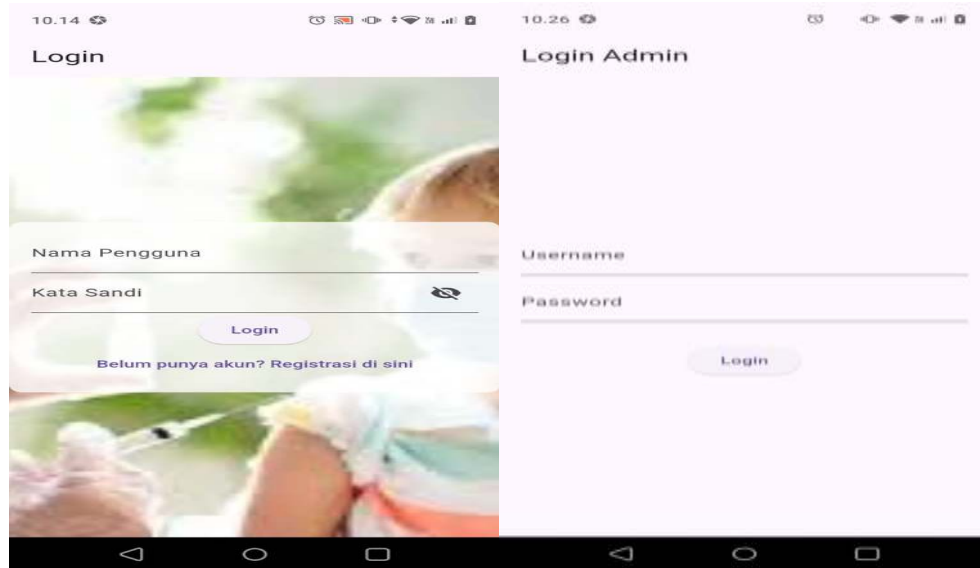 10.14
Login
Nama Pengguna
Kata Sandi
Login
Belum punya akun? Registrasi di sini
10.26
Login Admin
Username
Password
Login